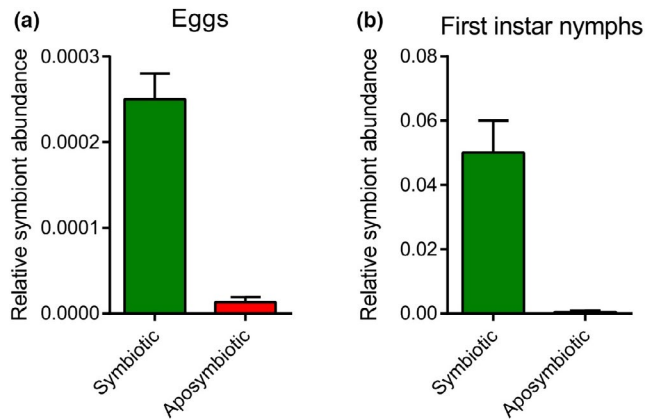 (a)
Eggs
Relative symbiont abundance
0.0003
0.0002
0.0001
0.0000
Symbiotic
Aposymbiotic
(b)
First instar nymphs
Relative symbiont abundance
0.08
0.06
0.04
0.02
0.00
Symbiotic
Aposymbiotic